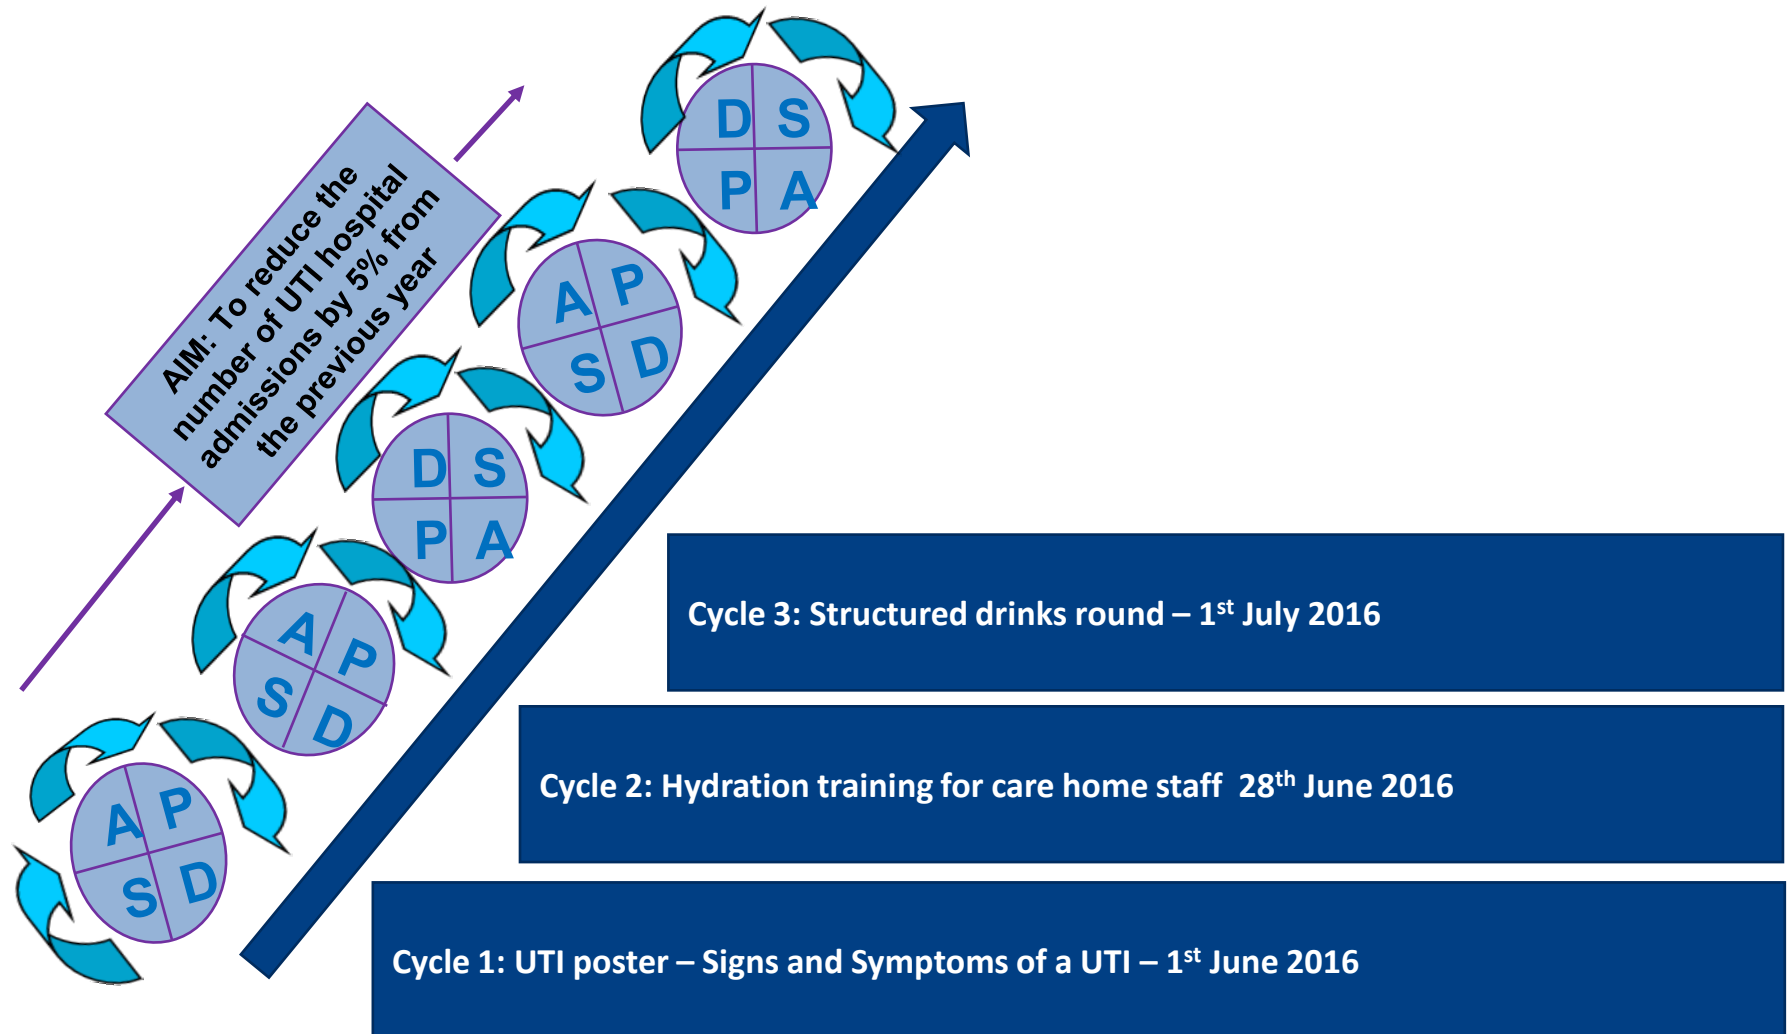 D S
P A
A P
S D
AIM: To reduce the
number of UTI hospital
admissions by 5% from
the previous year
D S
P A
A P
S D
A P
S D
Cycle 3: Structured drinks round – 1st July 2016
Cycle 2: Hydration training for care home staff  28th June 2016
Cycle 1: UTI poster – Signs and Symptoms of a UTI – 1st June 2016